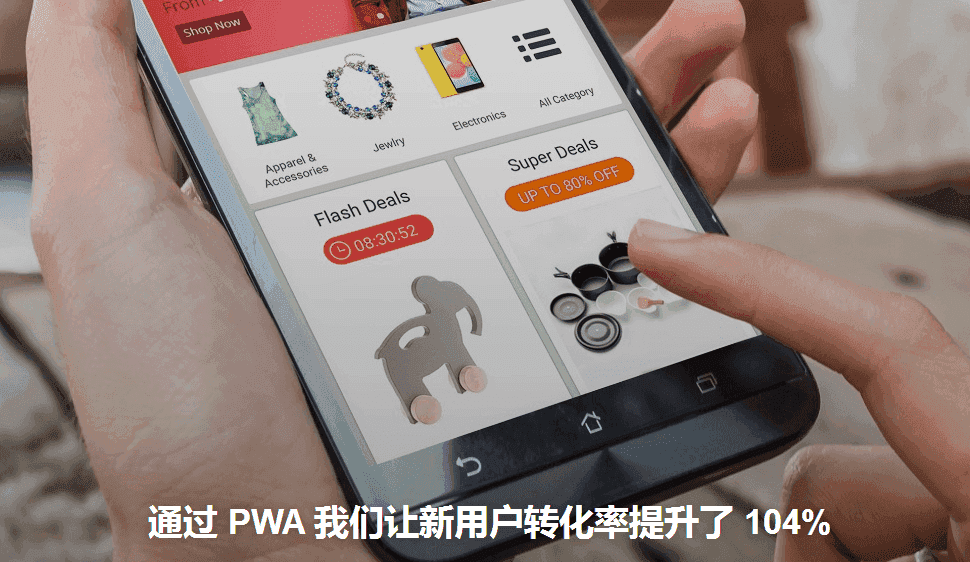 From
Shop Now
Apparel &
Accessories
Jewlry
Electronics
All Category
Flash Deals
08:30:52
Super Deals
UP TO 80% OFF
通过 PWA 我们让新用户转化率提升了 104%